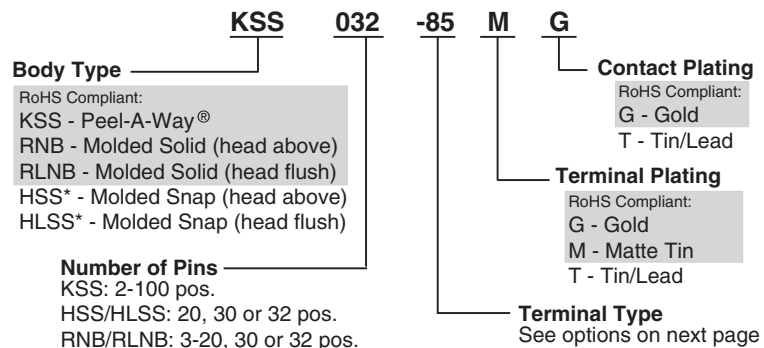 KSS 032 -85 M G
Body Type
RoHS Compliant:
KSS - Peel-A-Way®
RNB - Molded Solid (head above)
RLNB - Molded Solid (head flush)
HSS* - Molded Snap (head above)
HLSS* - Molded Snap (head flush)
Number of Pins
KSS: 2-100 pos.
HSS/HLSS: 20, 30 or 32 pos.
RNB/RLNB: 3-20, 30 or 32 pos.
Contact Plating
RoHS Compliant:
G - Gold
T - Tin/Lead
Terminal Plating
RoHS Compliant:
G - Gold
M - Matte Tin
T - Tin/Lead
Terminal Type
See options on next page